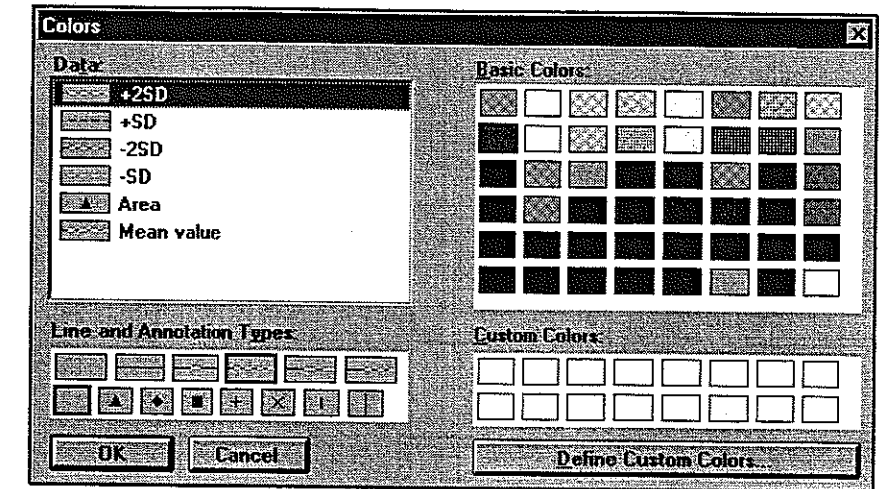 Colors
Data:
+2SD
+SD
-2SD
-SD
Area
Mean value
Line and Annotation Types:
OK
Cancel
Basic Colors:
Custom Colors:
Define Custom Colors...